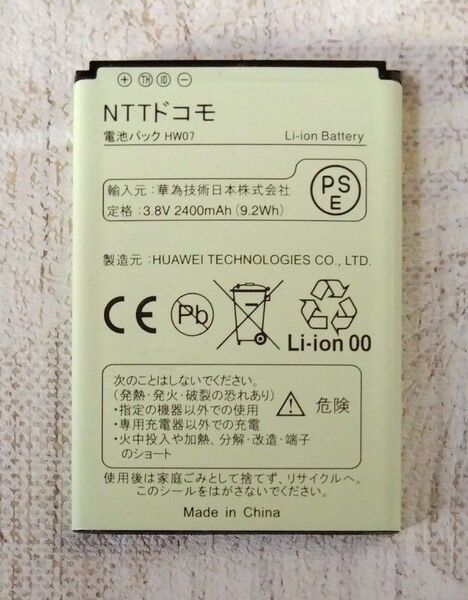 + TH ID −
NTTドコモ
電池パック HW07 Li-ion Battery
輸入元：華為技術日本株式会社
定格：3.8V 2400mAh (9.2Wh)
PS
E
製造元：HUAWEI TECHNOLOGIES CO., LTD.
CE Pb
Li-ion 00
次のことはしないでください。
（発熱・発火・破裂の恐れあり）
・指定の機器以外での使用
・専用充電器以外での充電
・火中投入や加熱、分解・改造・端子
のショート
危険
使用後は家庭ごみとして捨てず、リサイクルへ。
このシールをはがさないでください。
Made in China